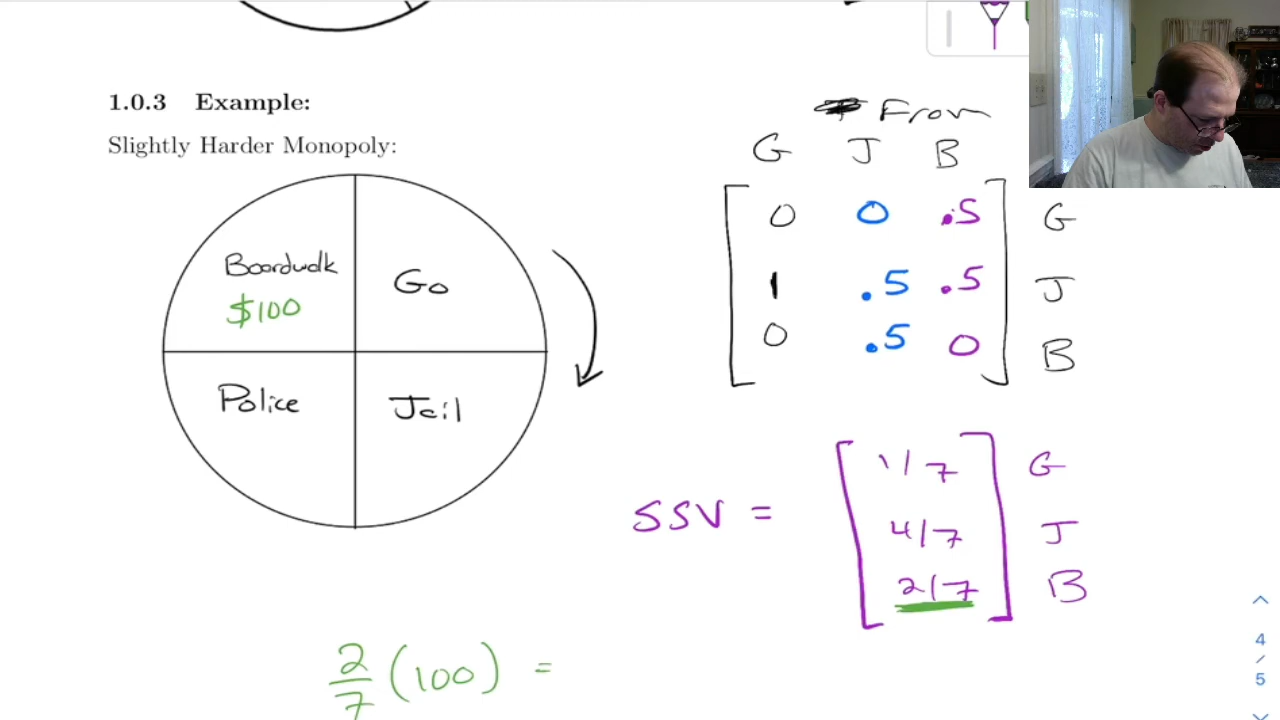 1.0.3 Example:
Slightly Harder Monopoly:
Boardwalk
$100
Go
Police
Jail
From
G J B
0 0 .5 G
1 .5 .5 J
0 .5 0 B
SSV =
1/7 G
4/7 J
2/7 B
2/7 (100) =
4
/
5